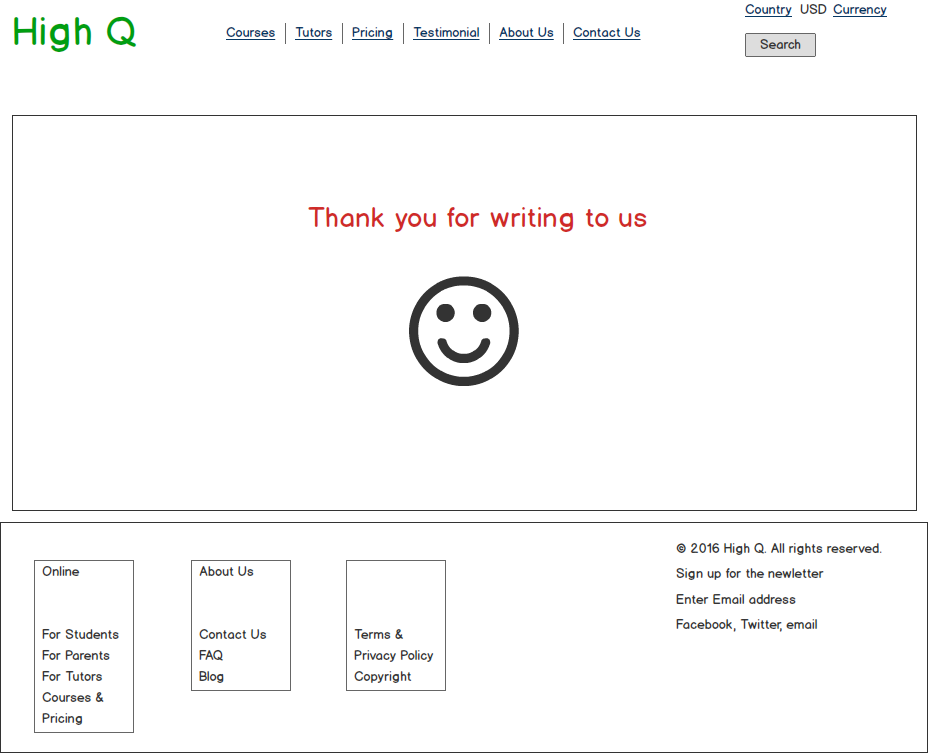 High Q
Courses Tutors Pricing Testimonial About Us Contact Us
Country USD Currency
Search
Thank you for writing to us
Online
For Students
For Parents
For Tutors
Courses &
Pricing
About Us
Contact Us
FAQ
Blog
Terms &
Privacy Policy
Copyright
© 2016 High Q. All rights reserved.
Sign up for the newletter
Enter Email address
Facebook, Twitter, email